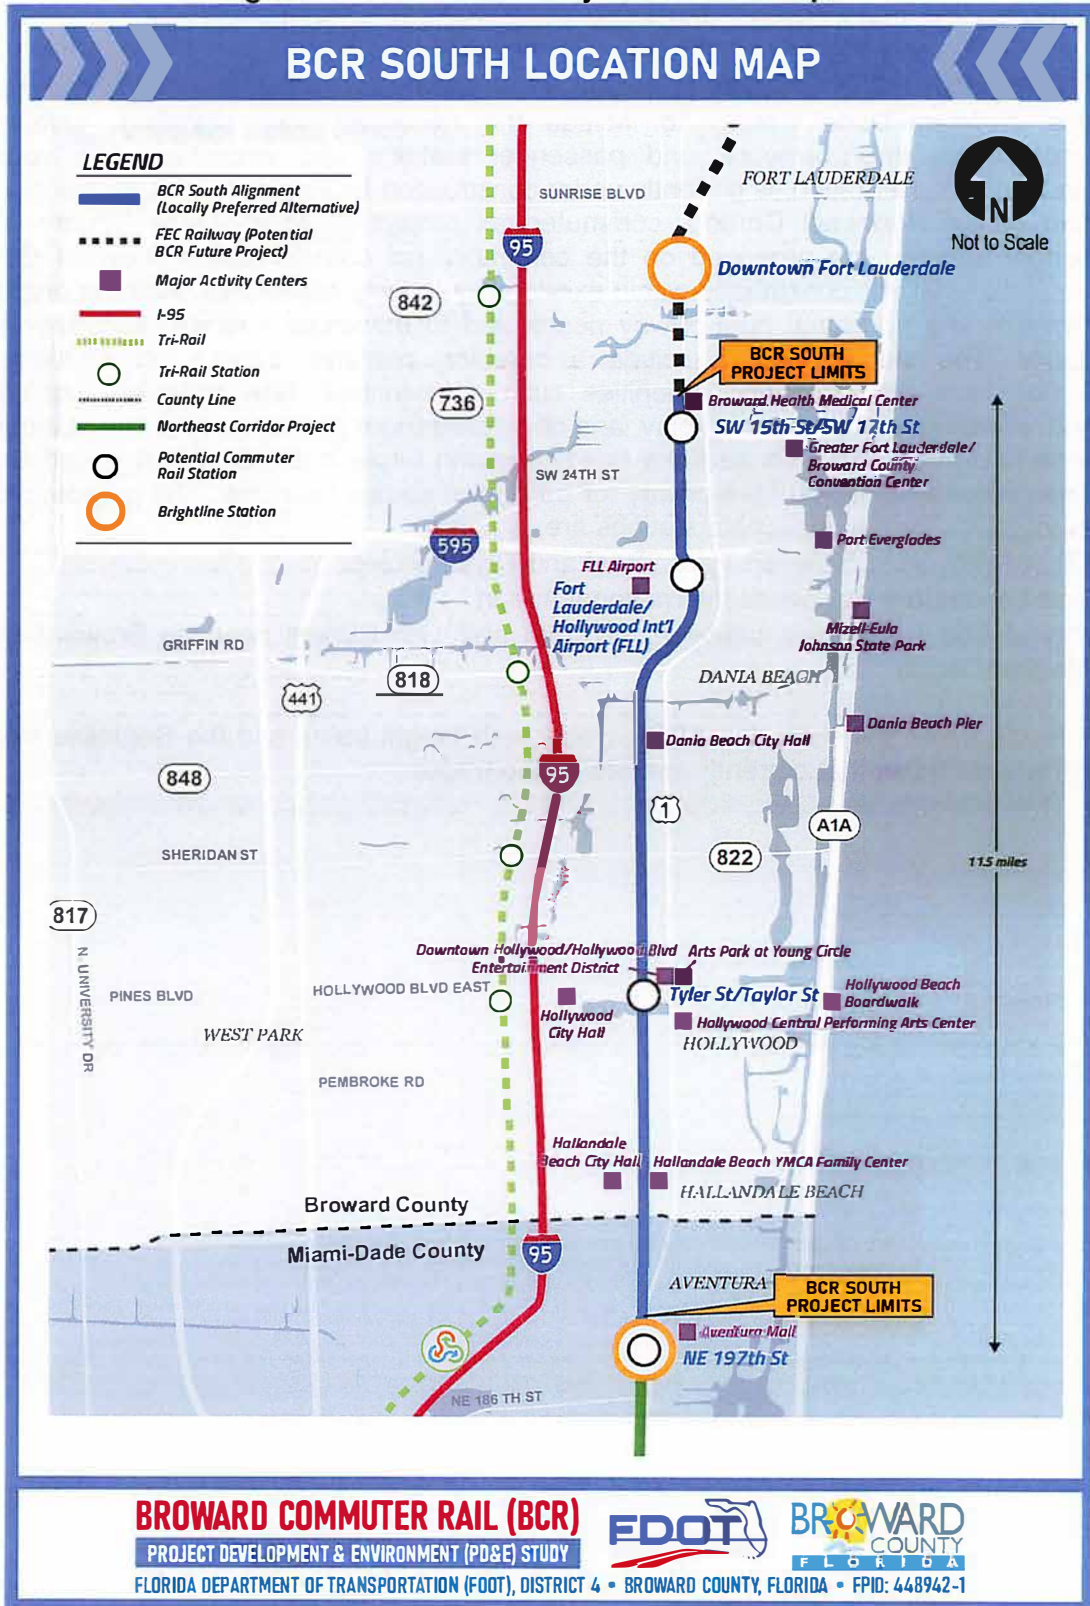 BCR SOUTH LOCATION MAP
LEGEND
BCR South Alignment
(Locally Preferred Alternative)
FEC Railway (Potential
BCR Future Project)
Major Activity Centers
I-95
Tri-Rail
Tri-Rail Station
County Line
Northeast Corridor Project
Potential Commuter
Rail Station
Brightline Station
SUNRISE BLVD
FORT LAUDERDALE
N
Not to Scale
95
Downtown Fort Lauderdale
842
BCR SOUTH
PROJECT LIMITS
736
Broward Health Medical Center
SW 15th St/SW 17th St
Greater Fort Lauderdale/
Broward County
Convention Center
SW 24TH ST
595
Port Everglades
FLL Airport
Fort
Lauderdale/
Hollywood Int'l
Airport (FLL)
Mizell-Eula
Johnson State Park
GRIFFIN RD
818
441
DANIA BEACH
Dania Beach Pier
Dania Beach City Hall
848
95
1
A1A
SHERIDAN ST
822
11.5 miles
817
N UNIVERSITY DR
Downtown Hollywood/Hollywood Blvd
Entertainment District
Arts Park at Young Circle
PINES BLVD
HOLLYWOOD BLVD EAST
Tyler St/Taylor St
Hollywood Beach
Boardwalk
Hollywood
City Hall
Hollywood Central Performing Arts Center
WEST PARK
HOLLYWOOD
PEMBROKE RD
Hallandale
Beach City Hall
Hallandale Beach YMCA Family Center
HALLANDALE BEACH
Broward County
Miami-Dade County
95
AVENTURA
BCR SOUTH
PROJECT LIMITS
Aventura Mall
NE 197th St
NE 186 TH ST
BROWARD COMMUTER RAIL (BCR)
PROJECT DEVELOPMENT & ENVIRONMENT (PD&E) STUDY
FDOT
BROWARD
COUNTY
FLORIDA
FLORIDA DEPARTMENT OF TRANSPORTATION (FDOT), DISTRICT 4 • BROWARD COUNTY, FLORIDA • FPID: 448942-1